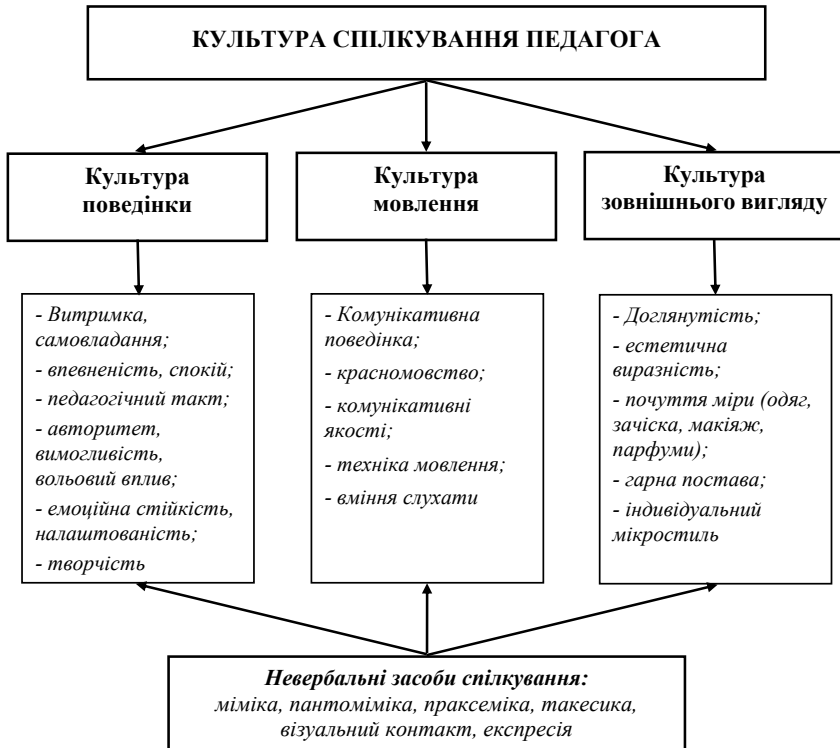 КУЛЬТУРА СПІЛКУВАННЯ ПЕДАГОГА
Культура
поведінки
Культура
мовлення
Культура
зовнішнього вигляду
- Витримка,
самовладання;
- впевненість, спокій;
- педагогічний такт;
- авторитет,
вимогливість,
вольовий вплив;
- емоційна стійкість,
налаштованість;
- творчість
- Комунікативна
поведінка;
- красномовство;
- комунікативні
якості;
- техніка мовлення;
- вміння слухати
- Доглянутість;
- естетична
виразність;
- почуття міри (одяг,
зачіска, макіяж,
парфуми);
- гарна постава;
- індивідуальний
мікростиль
Невербальні засоби спілкування:
міміка, пантоміміка, праксеміка, такесика,
візуальний контакт, експресія